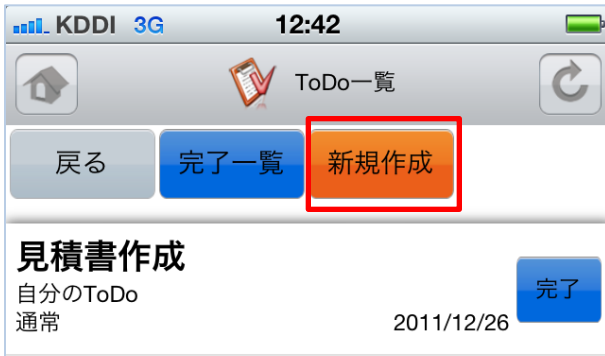 KDDI 3G 12:42
ToDo一覧
戻る 完了一覧 新規作成
見積書作成
自分のToDo
完了
通常 2011/12/26